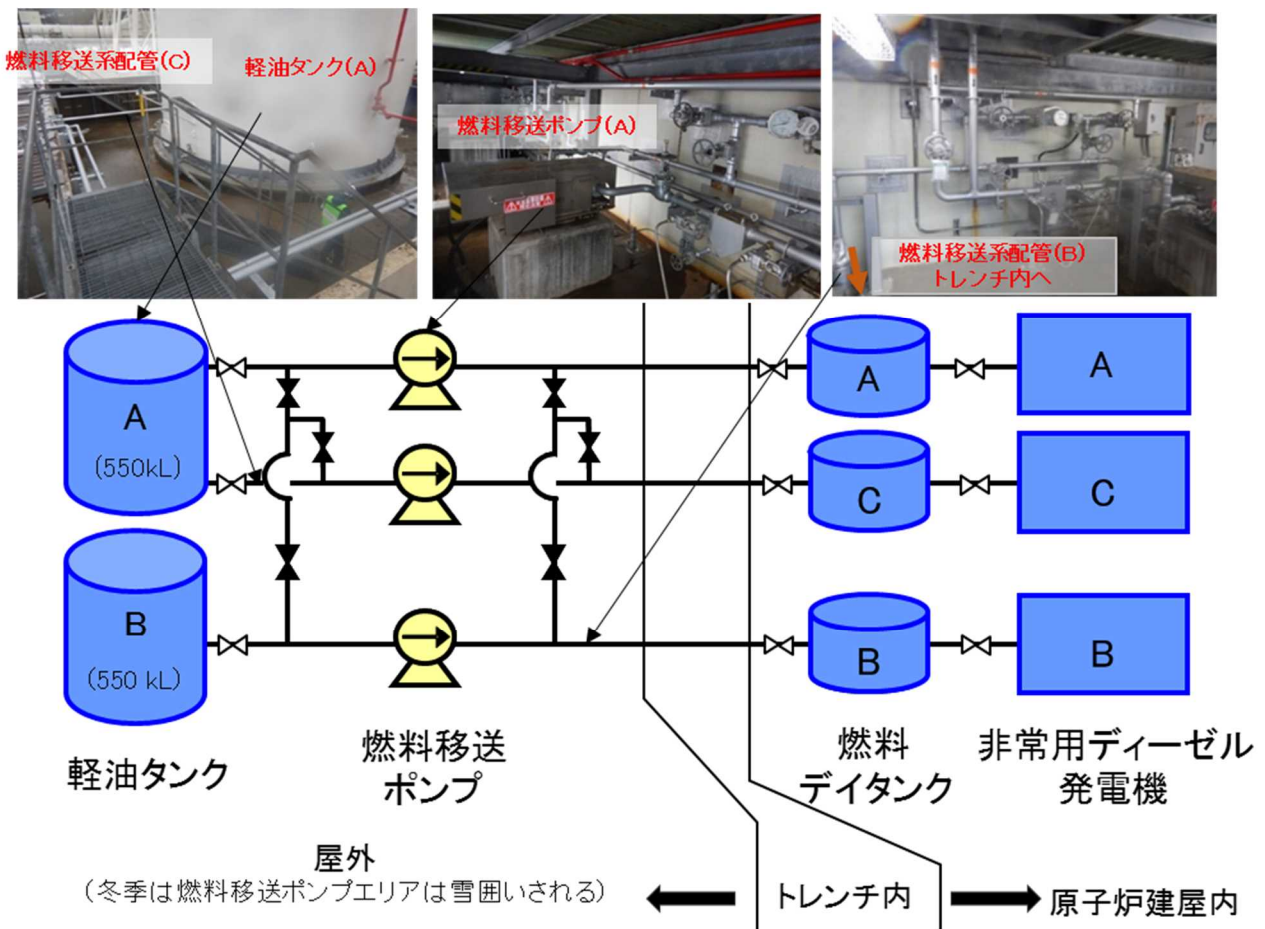 燃料移送系配管(C)
軽油タンク(A)
燃料移送ポンプ(A)
燃料移送系配管(B)
トレンチ内へ
A
(550kL)
A
A
C
C
B
(550 kL)
B
B
軽油タンク
燃料移送
ポンプ
燃料
デイタンク
非常用ディーゼル
発電機
屋外
(冬季は燃料移送ポンプエリアは雪囲いされる)
トレンチ内
原子炉建屋内